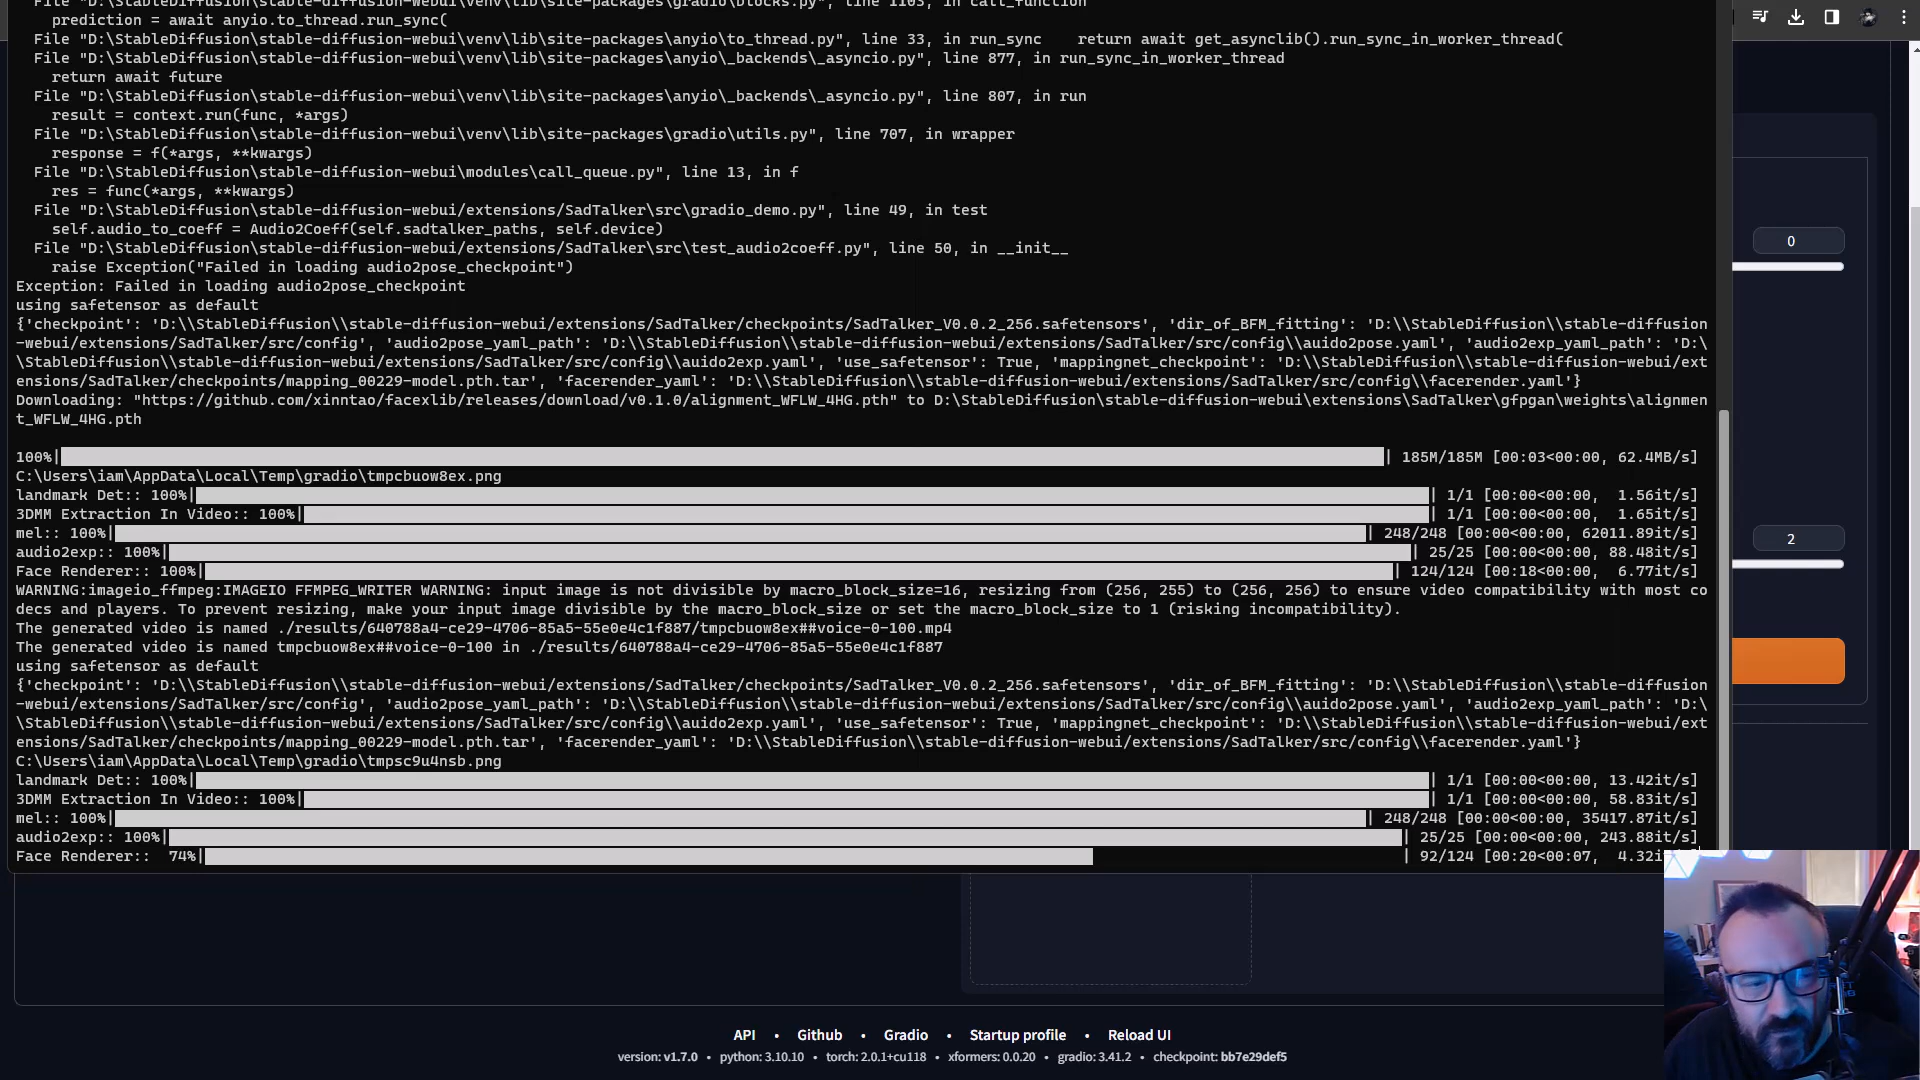 File "D:\StableDiffusion\stable-diffusion-webui\venv\lib\site-packages\gradio\blocks.py", line 1103, in call_function
prediction = await anyio.to_thread.run_sync(
File "D:\StableDiffusion\stable-diffusion-webui\venv\lib\site-packages\anyio\to_thread.py", line 33, in run_sync    return await get_asynclib().run_sync_in_worker_thread(
File "D:\StableDiffusion\stable-diffusion-webui\venv\lib\site-packages\anyio\_backends\_asyncio.py", line 877, in run_sync_in_worker_thread
return await future
File "D:\StableDiffusion\stable-diffusion-webui\venv\lib\site-packages\anyio\_backends\_asyncio.py", line 807, in run
result = context.run(func, *args)
File "D:\StableDiffusion\stable-diffusion-webui\venv\lib\site-packages\gradio\utils.py", line 707, in wrapper
response = f(*args, **kwargs)
File "D:\StableDiffusion\stable-diffusion-webui\modules\call_queue.py", line 13, in f
res = func(*args, **kwargs)
File "D:\StableDiffusion\stable-diffusion-webui/extensions/SadTalker\src\gradio_demo.py", line 49, in test
self.audio_to_coeff = Audio2Coeff(self.sadtalker_paths, self.device)
File "D:\StableDiffusion\stable-diffusion-webui/extensions/SadTalker\src\test_audio2coeff.py", line 50, in __init__
raise Exception("Failed in loading audio2pose_checkpoint")
0
Exception: Failed in loading audio2pose_checkpoint
using safetensor as default
{'checkpoint': 'D:\\StableDiffusion\\stable-diffusion-webui/extensions/SadTalker/checkpoints/SadTalker_V0.0.2_256.safetensors', 'dir_of_BFM_fitting': 'D:\\StableDiffusion\\stable-diffusion
-webui/extensions/SadTalker/src/config', 'audio2pose_yaml_path': 'D:\\StableDiffusion\\stable-diffusion-webui/extensions/SadTalker/src/config\\auido2pose.yaml', 'audio2exp_yaml_path': 'D:\
\StableDiffusion\\stable-diffusion-webui/extensions/SadTalker/src/config\\auido2exp.yaml', 'use_safetensor': True, 'mappingnet_checkpoint': 'D:\\StableDiffusion\\stable-diffusion-webui/ext
ensions/SadTalker/checkpoints/mapping_00229-model.pth.tar', 'facerender_yaml': 'D:\\StableDiffusion\\stable-diffusion-webui/extensions/SadTalker/src/config\\facerender.yaml'}
Downloading: "https://github.com/xinntao/facexlib/releases/download/v0.1.0/alignment_WFLW_4HG.pth" to D:\StableDiffusion\stable-diffusion-webui\extensions\SadTalker\gfpgan\weights\alignmen
t_WFLW_4HG.pth
100%| | 185M/185M [00:03<00:00, 62.4MB/s]
C:\Users\iam\AppData\Local\Temp\gradio\tmpcbuow8ex.png
landmark Det:: 100%| | 1/1 [00:00<00:00,  1.56it/s]
3DMM Extraction In Video:: 100%| | 1/1 [00:00<00:00,  1.65it/s]
mel:: 100%| | 248/248 [00:00<00:00, 62011.89it/s]
2
audio2exp:: 100%| | 25/25 [00:00<00:00, 88.48it/s]
Face Renderer:: 100%| | 124/124 [00:18<00:00,  6.77it/s]
WARNING:imageio_ffmpeg:IMAGEIO FFMPEG_WRITER WARNING: input image is not divisible by macro_block_size=16, resizing from (256, 255) to (256, 256) to ensure video compatibility with most co
decs and players. To prevent resizing, make your input image divisible by the macro_block_size or set the macro_block_size to 1 (risking incompatibility).
The generated video is named ./results/640788a4-ce29-4706-85a5-55e0e4c1f887/tmpcbuow8ex##voice-0-100.mp4
The generated video is named tmpcbuow8ex##voice-0-100 in ./results/640788a4-ce29-4706-85a5-55e0e4c1f887
using safetensor as default
{'checkpoint': 'D:\\StableDiffusion\\stable-diffusion-webui/extensions/SadTalker/checkpoints/SadTalker_V0.0.2_256.safetensors', 'dir_of_BFM_fitting': 'D:\\StableDiffusion\\stable-diffusion
-webui/extensions/SadTalker/src/config', 'audio2pose_yaml_path': 'D:\\StableDiffusion\\stable-diffusion-webui/extensions/SadTalker/src/config\\auido2pose.yaml', 'audio2exp_yaml_path': 'D:\
\StableDiffusion\\stable-diffusion-webui/extensions/SadTalker/src/config\\auido2exp.yaml', 'use_safetensor': True, 'mappingnet_checkpoint': 'D:\\StableDiffusion\\stable-diffusion-webui/ext
ensions/SadTalker/checkpoints/mapping_00229-model.pth.tar', 'facerender_yaml': 'D:\\StableDiffusion\\stable-diffusion-webui/extensions/SadTalker/src/config\\facerender.yaml'}
C:\Users\iam\AppData\Local\Temp\gradio\tmpsc9u4nsb.png
landmark Det:: 100%| | 1/1 [00:00<00:00, 13.42it/s]
3DMM Extraction In Video:: 100%| | 1/1 [00:00<00:00, 58.83it/s]
mel:: 100%| | 248/248 [00:00<00:00, 35417.87it/s]
audio2exp:: 100%| | 25/25 [00:00<00:00, 243.88it/s]
Face Renderer::  74%| | 92/124 [00:20<00:07,  4.32i
API • Github • Gradio • Startup profile • Reload UI
version: v1.7.0 • python: 3.10.10 • torch: 2.0.1+cu118 • xformers: 0.0.20 • gradio: 3.41.2 • checkpoint: bb7e29def5